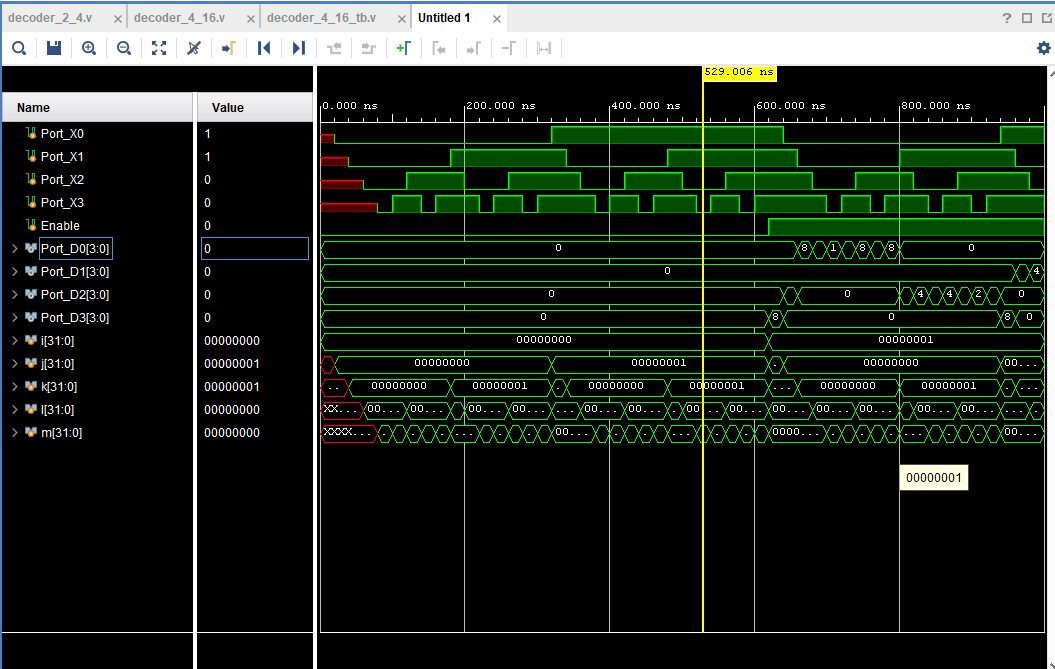 decoder_2_4.v × decoder_4_16.v × decoder_4_16_tb.v × Untitled 1 × ?
529.006 ns
Name Value
0.000 ns 200.000 ns 400.000 ns 600.000 ns 800.000 ns
Port_X0 1
Port_X1 1
Port_X2 0
Port_X3 0
Enable 0
Port_D0[3:0] 0 0 8 1 8 8 0
Port_D1[3:0] 0 0 4
Port_D2[3:0] 0 0 0 4 4 2 0
Port_D3[3:0] 0 0 8 0 8 0
i[31:0] 00000000 00000000 00000001
j[31:0] 00000001 00000000 00000001 . 00000000 00...
k[31:0] 00000001 ... 00000000 00000001 . 00000000 00000001 ... 00000000 00000001 . ...
l[31:0] 00000000 XX... 00... 00... . 00... 00... . 00... 00... . 00... 00... 00... 00... 00... 00... 00... . 00...
m[31:0] 00000000 XXXX... 00... 0000... 00...
00000001